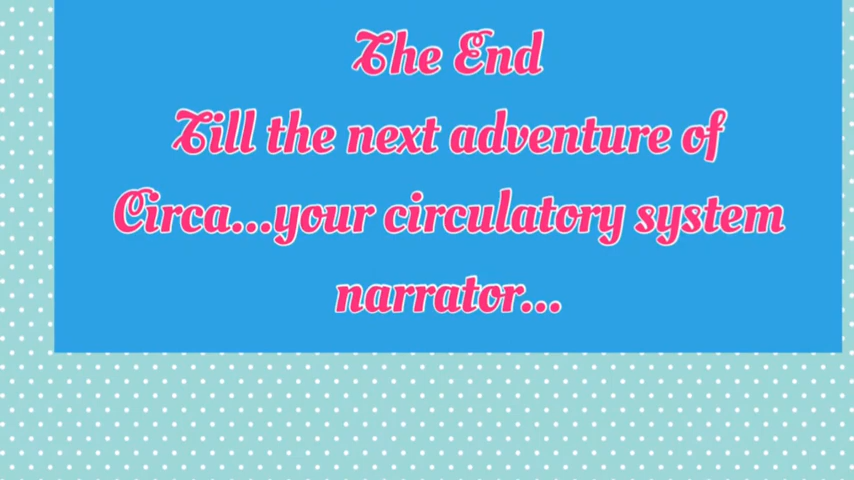 The End
Till the next adventure of
Circa...your circulatory system
narrator...